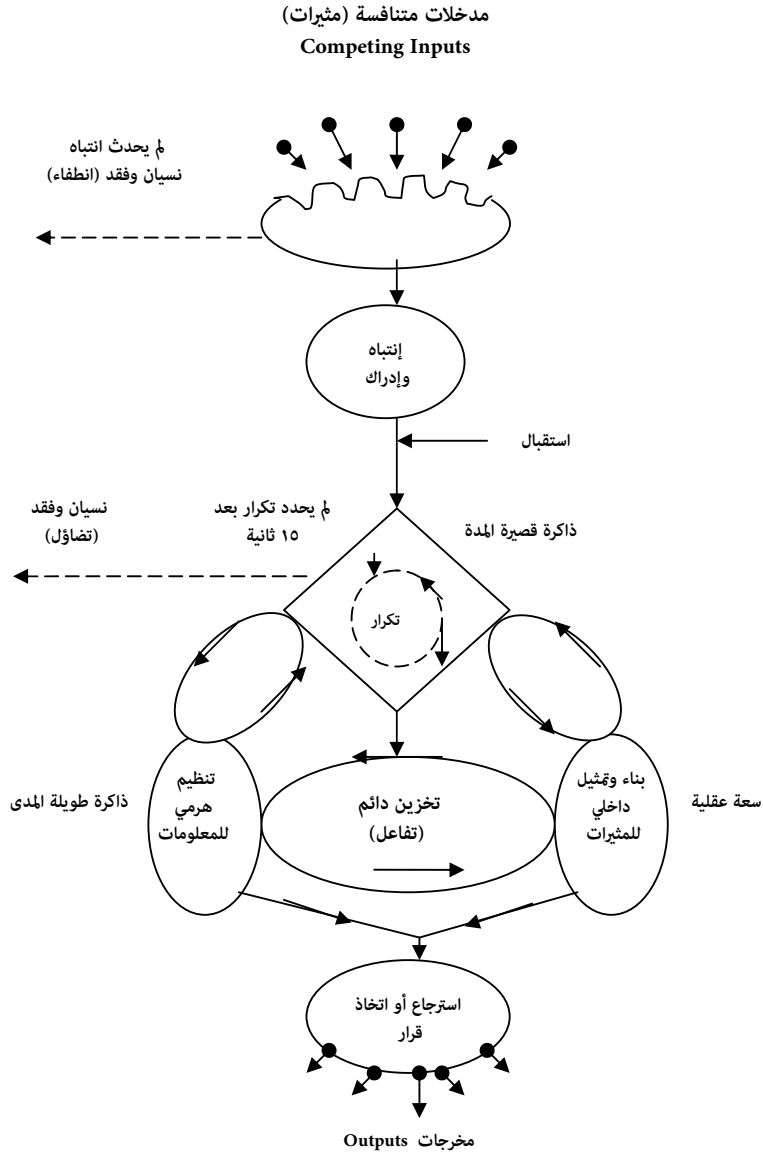 مدخلات متنافسة (مثيرات)
Competing Inputs
لم يحدث انتباه
نسيان وفقد (انطفاء)
إنتباه
وإدراك
استقبال
ذاكرة قصيرة المدة
لم يحدد تكرار بعد
١٥ ثانية
نسيان وفقد
(تضاؤل)
تكرار
سعة عقلية
بناء وتمثيل
داخلي
للمثيرات
تخزين دائم
(تفاعل)
تنظيم
هرمي
للمعلومات
ذاكرة طويلة المدى
استرجاع أو اتخاذ
قرار
مخرجات Outputs